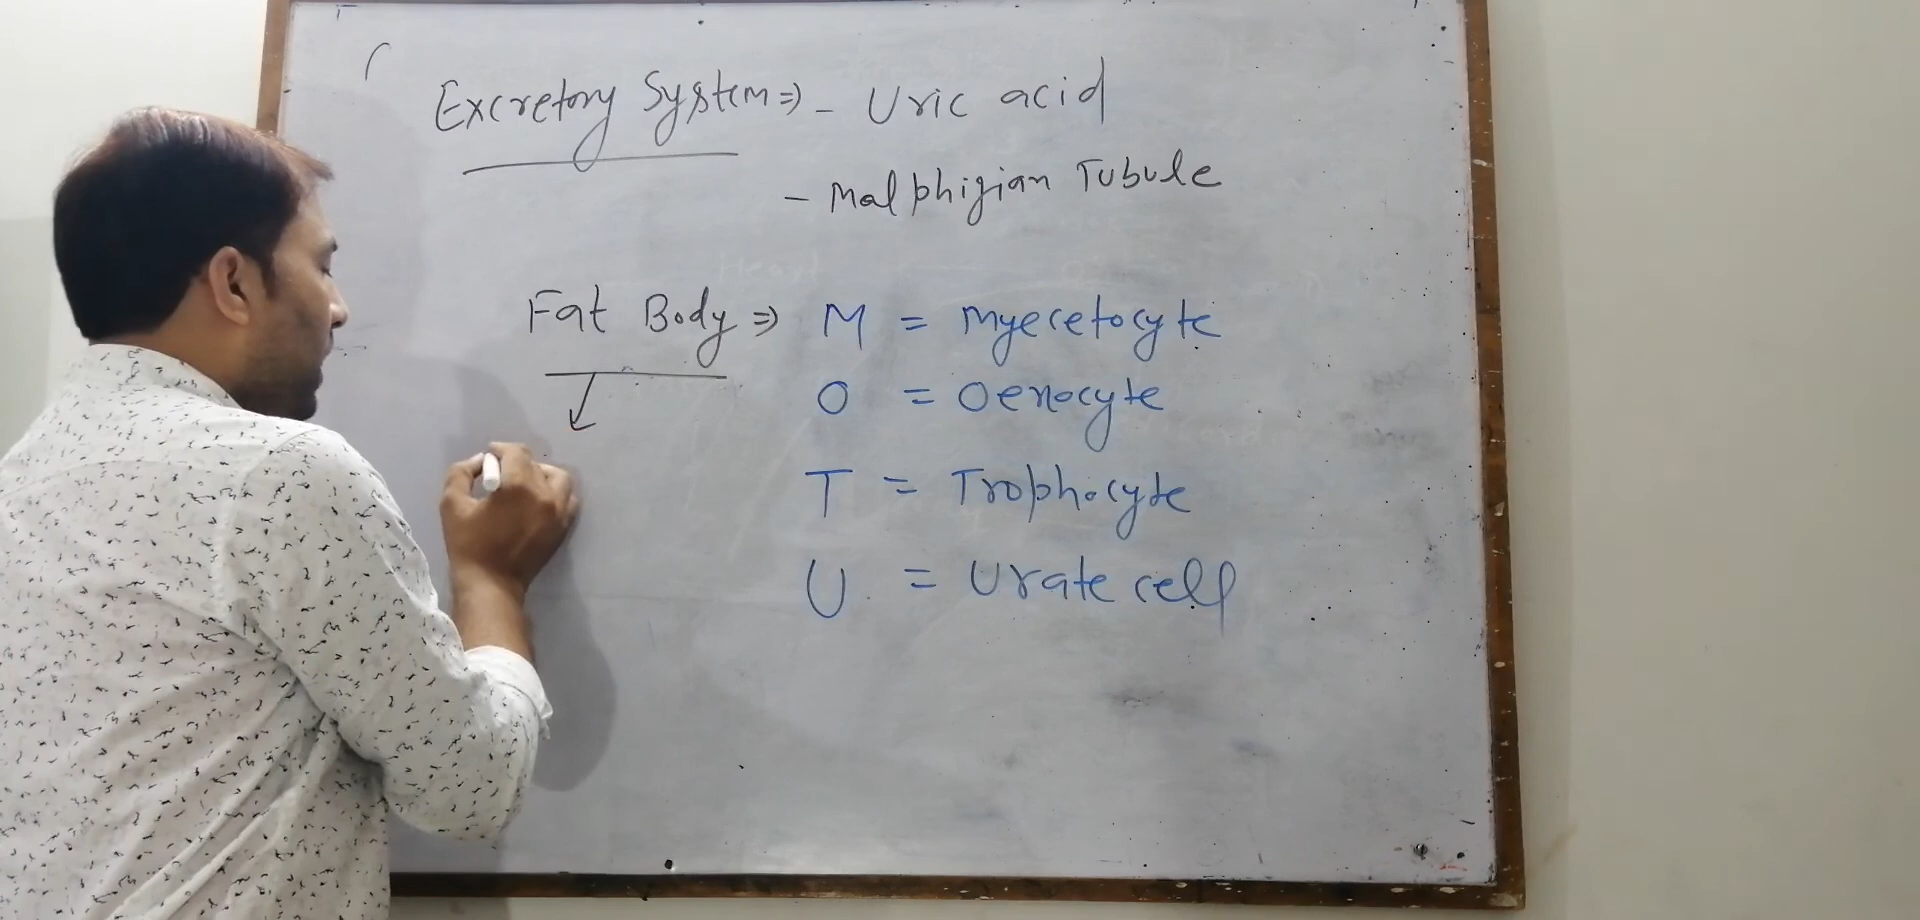 Excretory System => - Uric acid
- Malphigian Tubule
Fat Body => M = Myecetocyte
O = Oenocyte
T = Trophocyte
U = Urate cell